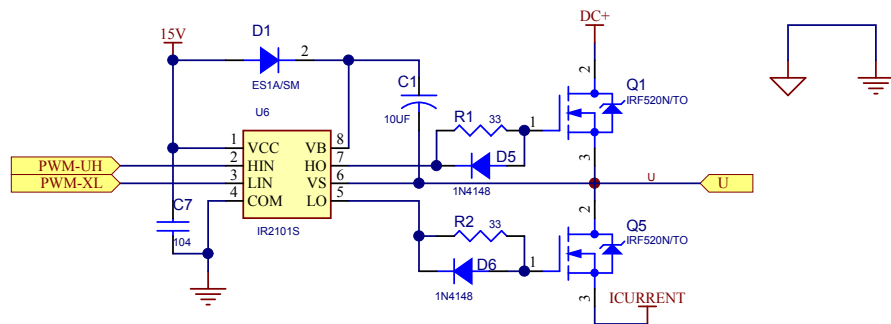 DC+
15V
D1
2
ES1A/SM
C1
10UF
U6
2
Q1
IRF520N/TO
R1
33
1
D5
1N4148
3
1
VCC
VB
8
PWM-UH
2
HIN
HO
7
PWM-XL
3
LIN
VS
6
4
COM
LO
5
U
U
C7
104
IR2101S
2
R2
33
Q5
IRF520N/TO
D6
1
1N4148
3
ICURRENT